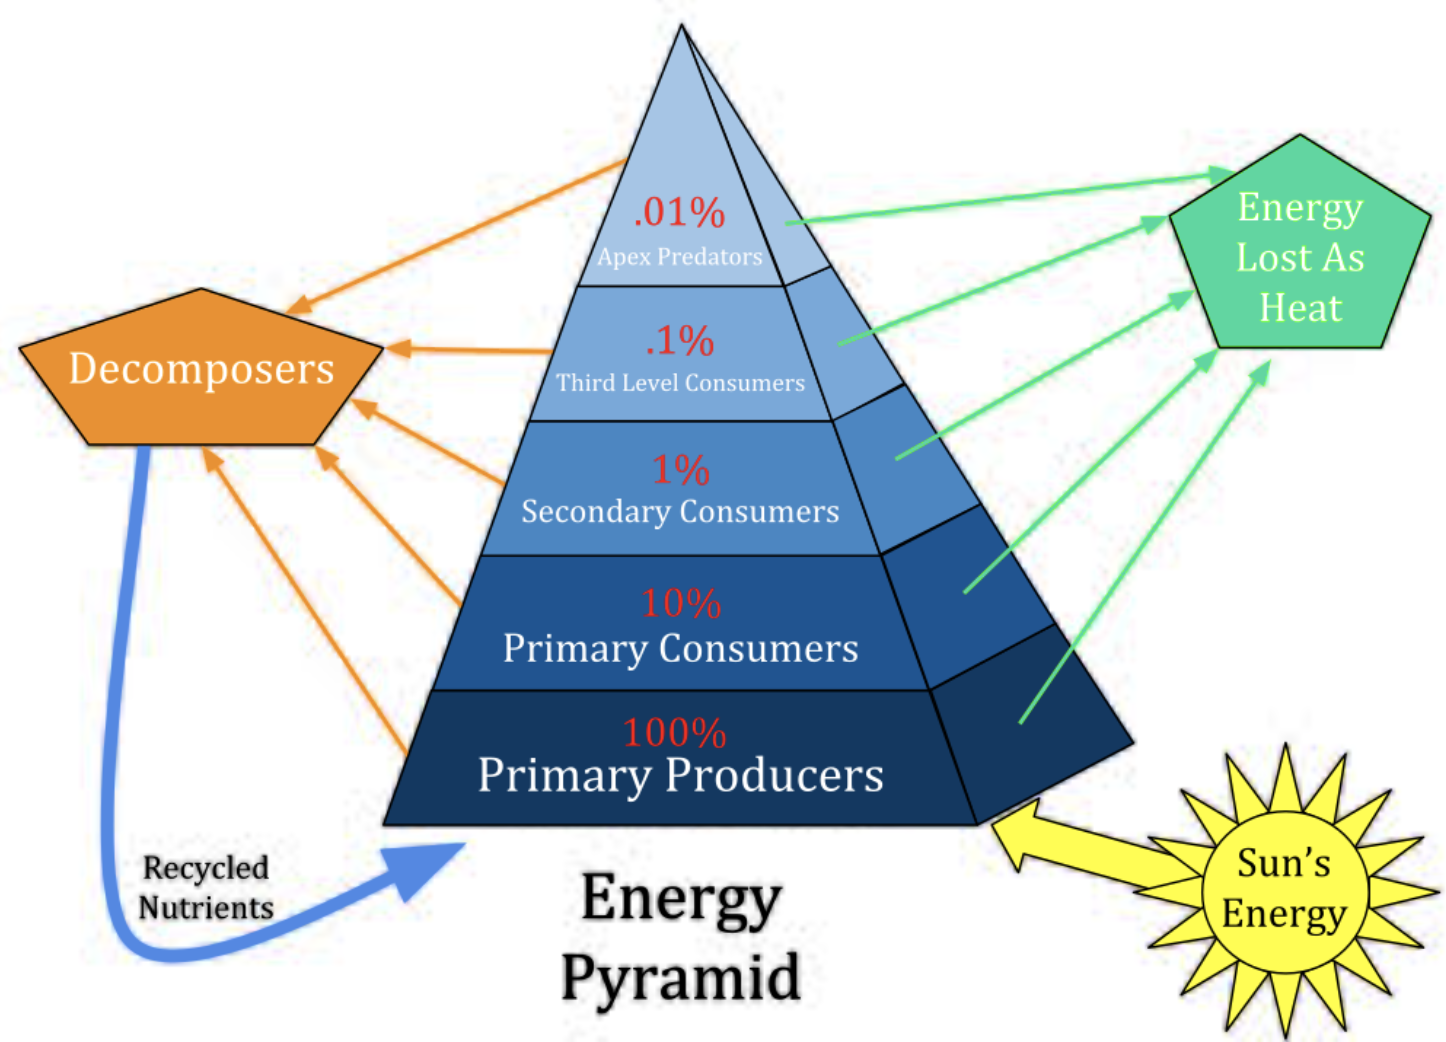 .01%
Apex Predators
.1%
Third Level Consumers
1%
Secondary Consumers
10%
Primary Consumers
100%
Primary Producers
Decomposers
Energy
Lost As
Heat
Recycled
Nutrients
Energy
Pyramid
Sun's
Energy